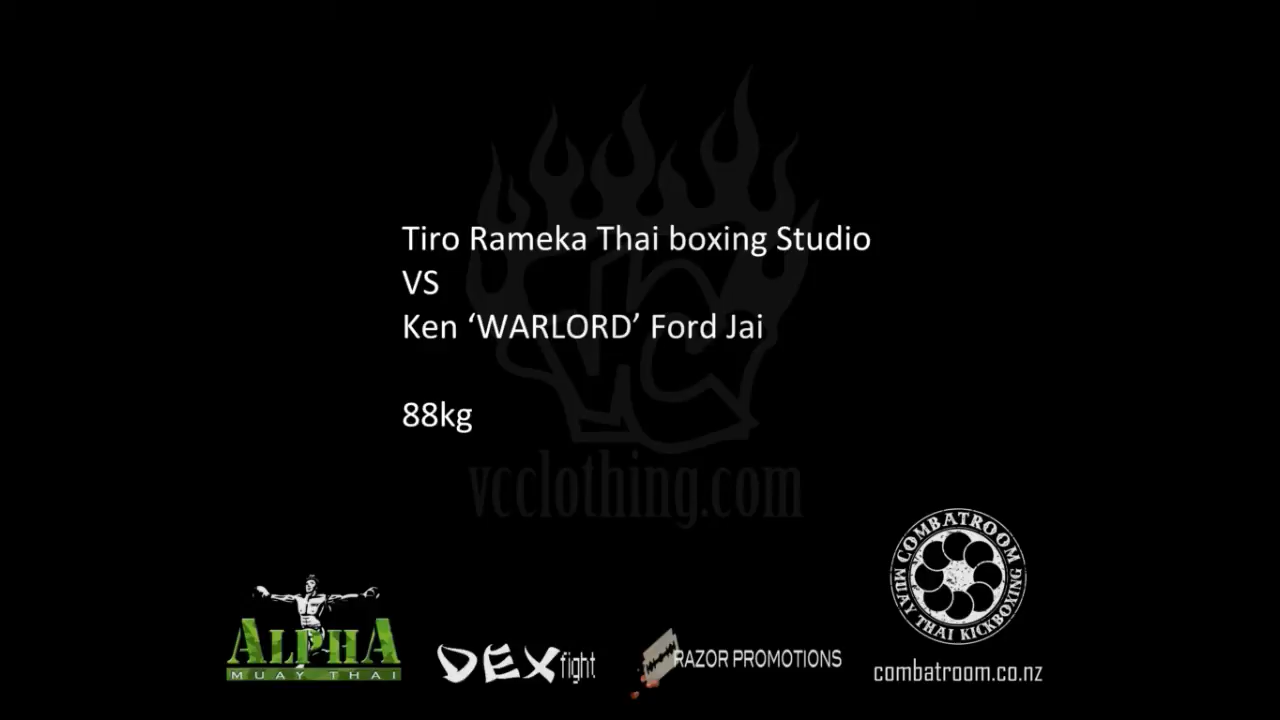 Tiro Rameka Thai boxing Studio
VS
Ken ‘WARLORD’ Ford Jai
88kg
vcclothing.com
COMBATROOM
MUAY THAI KICKBOXING
ALPHA
MUAY THAI
DEX fight
RAZOR PROMOTIONS
combatroom.co.nz